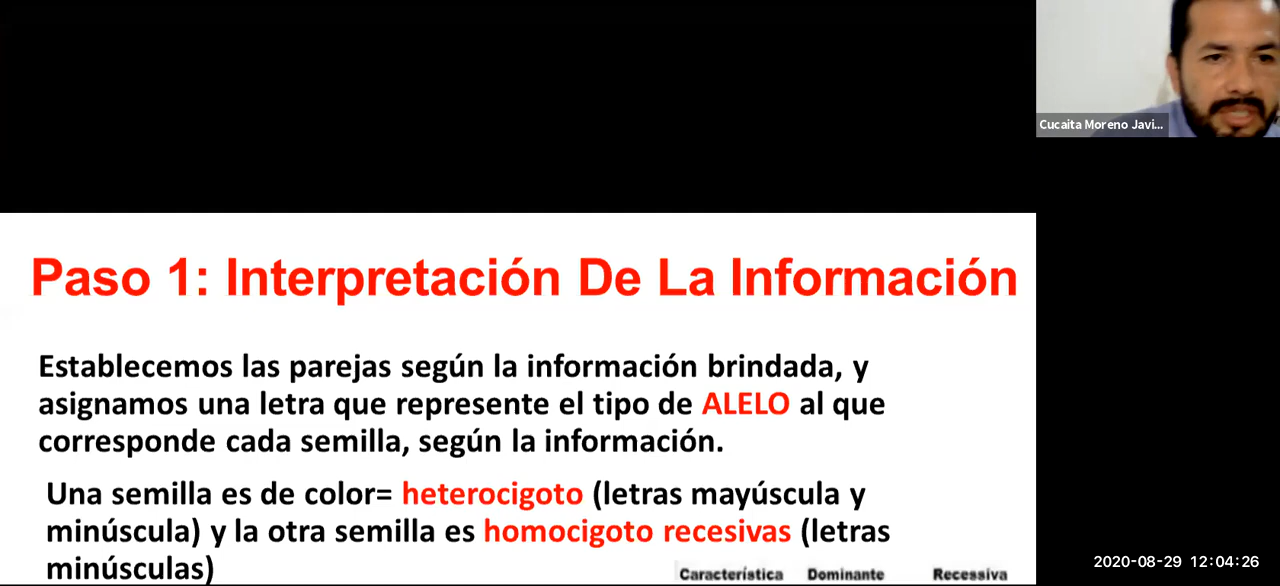 Cucaita Moreno Javi...
Paso 1: Interpretación De La Información
Establecemos las parejas según la información brindada, y
asignamos una letra que represente el tipo de ALELO al que
corresponde cada semilla, según la información.
Una semilla es de color= heterocigoto (letras mayúscula y
minúscula) y la otra semilla es homocigoto recesivas (letras
minúsculas)
Característica Dominante Recessiva
2020-08-29 12:04:26